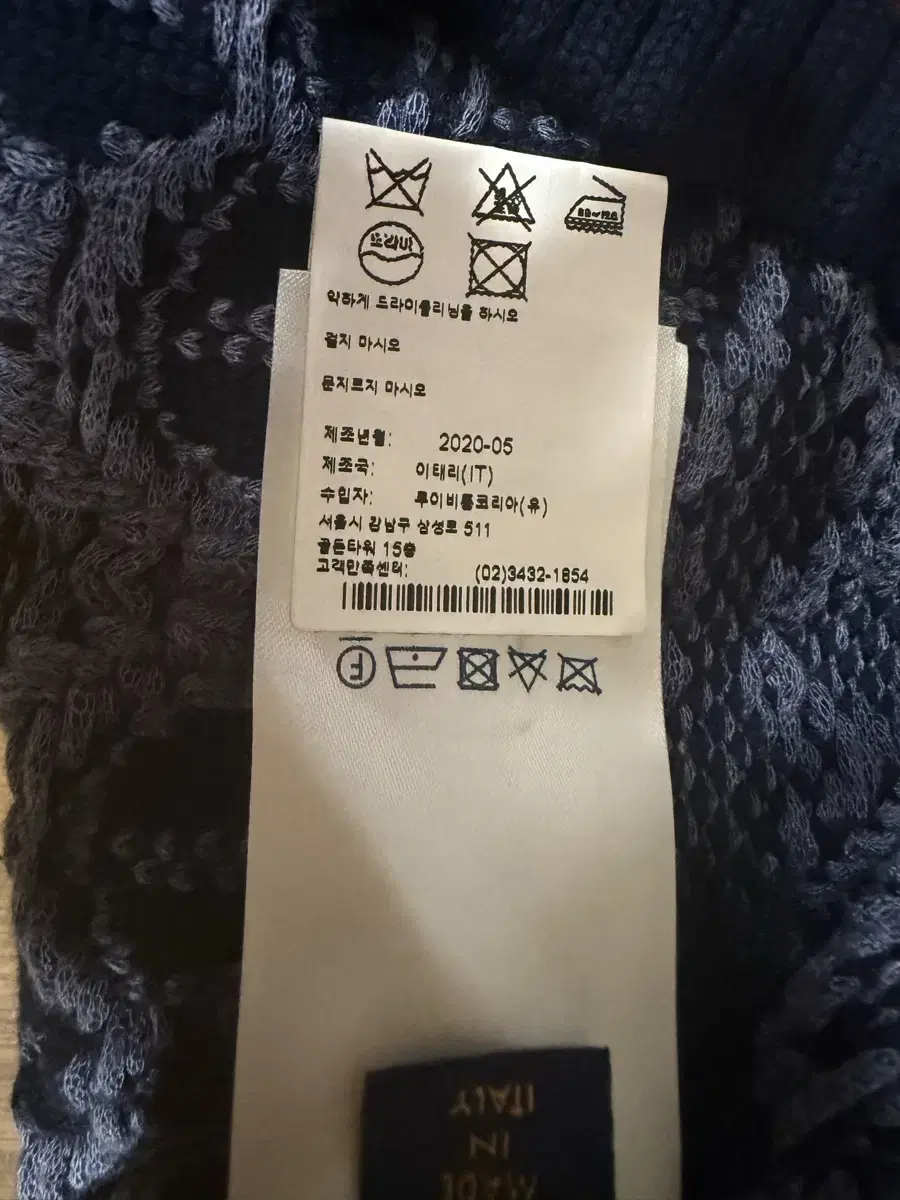 드라이
80~120
약하게 드라이클리닝을 하시오
걸지 마시오
문지르지 마시오
제조년월: 2020-05
제조국: 이태리(IT)
수입자: 루이비통코리아(유)
서울시 강남구 삼성로 511
골든타워 15층
고객만족센터: (02)3432-1854
F
MADE
IN
ITALY